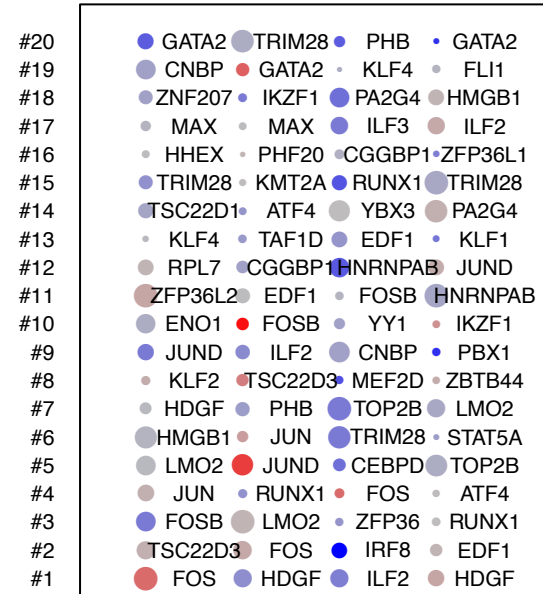 #20 GATA2 TRIM28 PHB GATA2
#19 CNBP GATA2 KLF4 FLI1
#18 ZNF207 IKZF1 PA2G4 HMGB1
#17 MAX MAX ILF3 ILF2
#16 HHEX PHF20 CGGBP1 ZFP36L1
#15 TRIM28 KMT2A RUNX1 TRIM28
#14 TSC22D1 ATF4 YBX3 PA2G4
#13 KLF4 TAF1D EDF1 KLF1
#12 RPL7 CGGBP1 HNRNPAB JUND
#11 ZFP36L2 EDF1 FOSB HNRNPAB
#10 ENO1 FOSB YY1 IKZF1
#9 JUND ILF2 CNBP PBX1
#8 KLF2 TSC22D3 MEF2D ZBTB44
#7 HDGF PHB TOP2B LMO2
#6 HMGB1 JUN TRIM28 STAT5A
#5 LMO2 JUND CEBPD TOP2B
#4 JUN RUNX1 FOS ATF4
#3 FOSB LMO2 ZFP36 RUNX1
#2 TSC22D3 FOS IRF8 EDF1
#1 FOS HDGF ILF2 HDGF